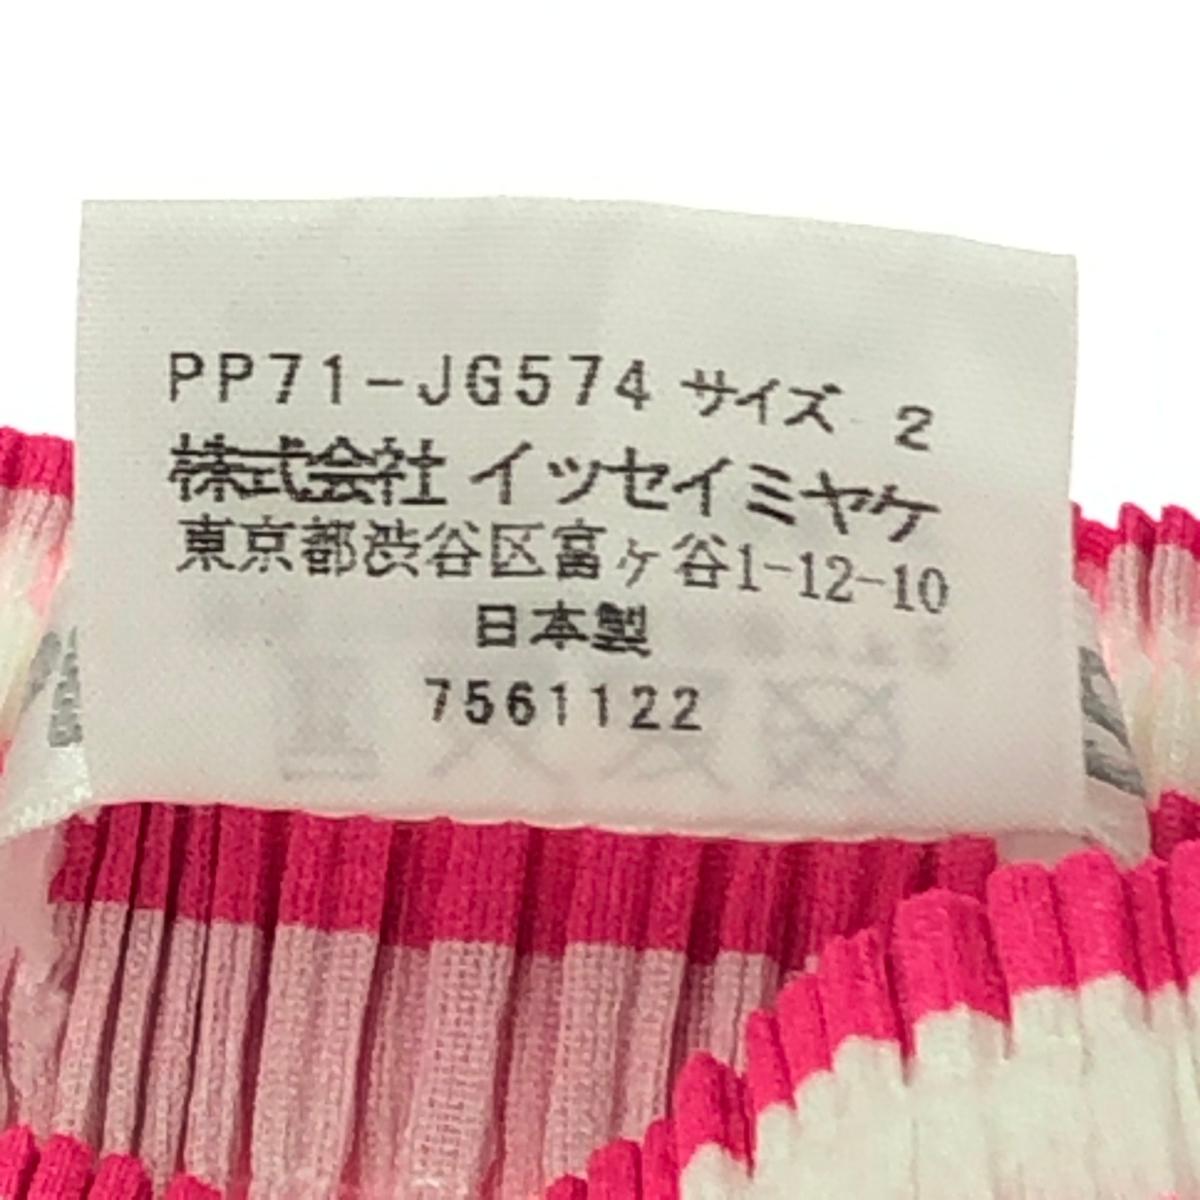 PP71-JG574 サイズ 2
株式会社 イッセイミヤケ
東京都渋谷区富ヶ谷1-12-10
日本製
7561122